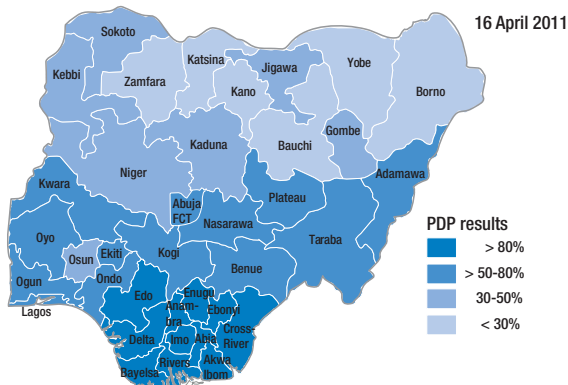 16 April 2011
Sokoto
Katsina
Kebbi
Zamfara
Jigawa
Yobe
Kano
Borno
Kaduna
Bauchi
Gombe
Niger
Adamawa
Kwara
Abuja
FCT
Plateau
Nasarawa
Taraba
Oyo
Osun
Ekiti
Kogi
Benue
Ogun
Ondo
Lagos
Edo
Enugu
Anam-
bra
Ebonyi
Cross-
River
Delta
Imo
Abia
Bayelsa
Rivers
Akwa
Ibom
PDP results
> 80%
> 50-80%
30-50%
< 30%